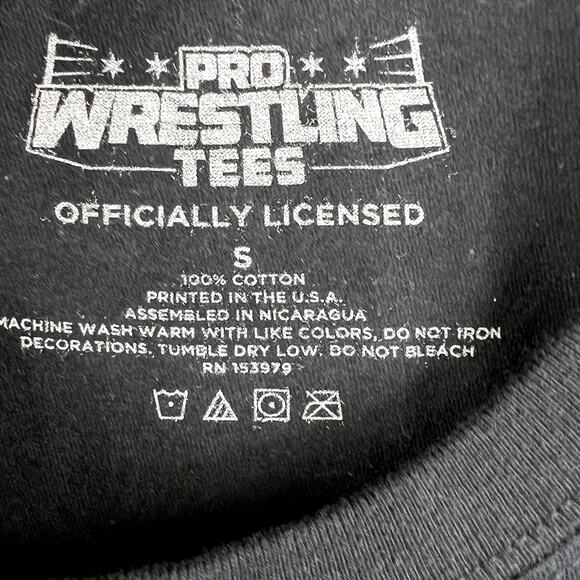 PRO
WRESTLING
TEES
OFFICIALLY LICENSED
S
100% COTTON
PRINTED IN THE U.S.A.
ASSEMBLED IN NICARAGUA
MACHINE WASH WARM WITH LIKE COLORS, DO NOT IRON
DECORATIONS. TUMBLE DRY LOW. DO NOT BLEACH
RN 153979